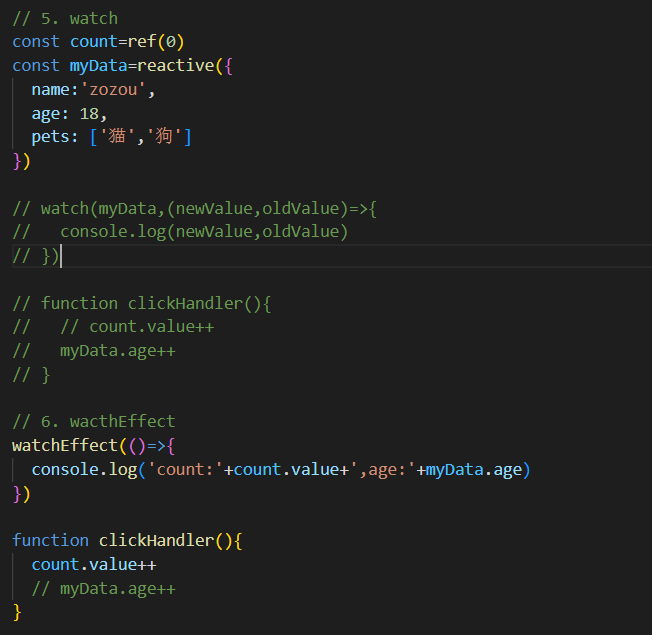 // 5. watch
const count=ref(0)
const myData=reactive({
  name:'zozou',
  age: 18,
  pets: ['猫','狗']
})
// watch(myData,(newValue,oldValue)=>{
//   console.log(newValue,oldValue)
// })
// function clickHandler(){
//   // count.value++
//   myData.age++
// }
// 6. wacthEffect
watchEffect(()=>{
  console.log('count:'+count.value+',age:'+myData.age)
})
function clickHandler(){
  count.value++
  // myData.age++
}